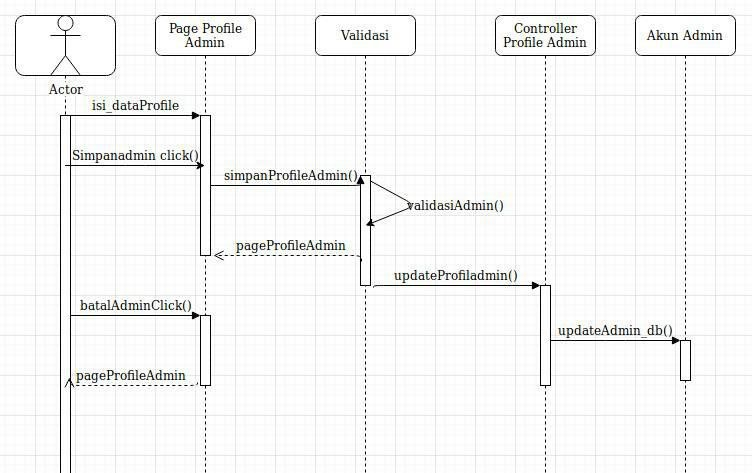 Page Profile
Admin
Validasi
Controller
Profile Admin
Akun Admin
Actor
isi_dataProfile
Simpanadmin click()
simpanProfileAdmin()
validasiAdmin()
pageProfileAdmin
updateProfiladmin()
batalAdminClick()
updateAdmin_db()
pageProfileAdmin